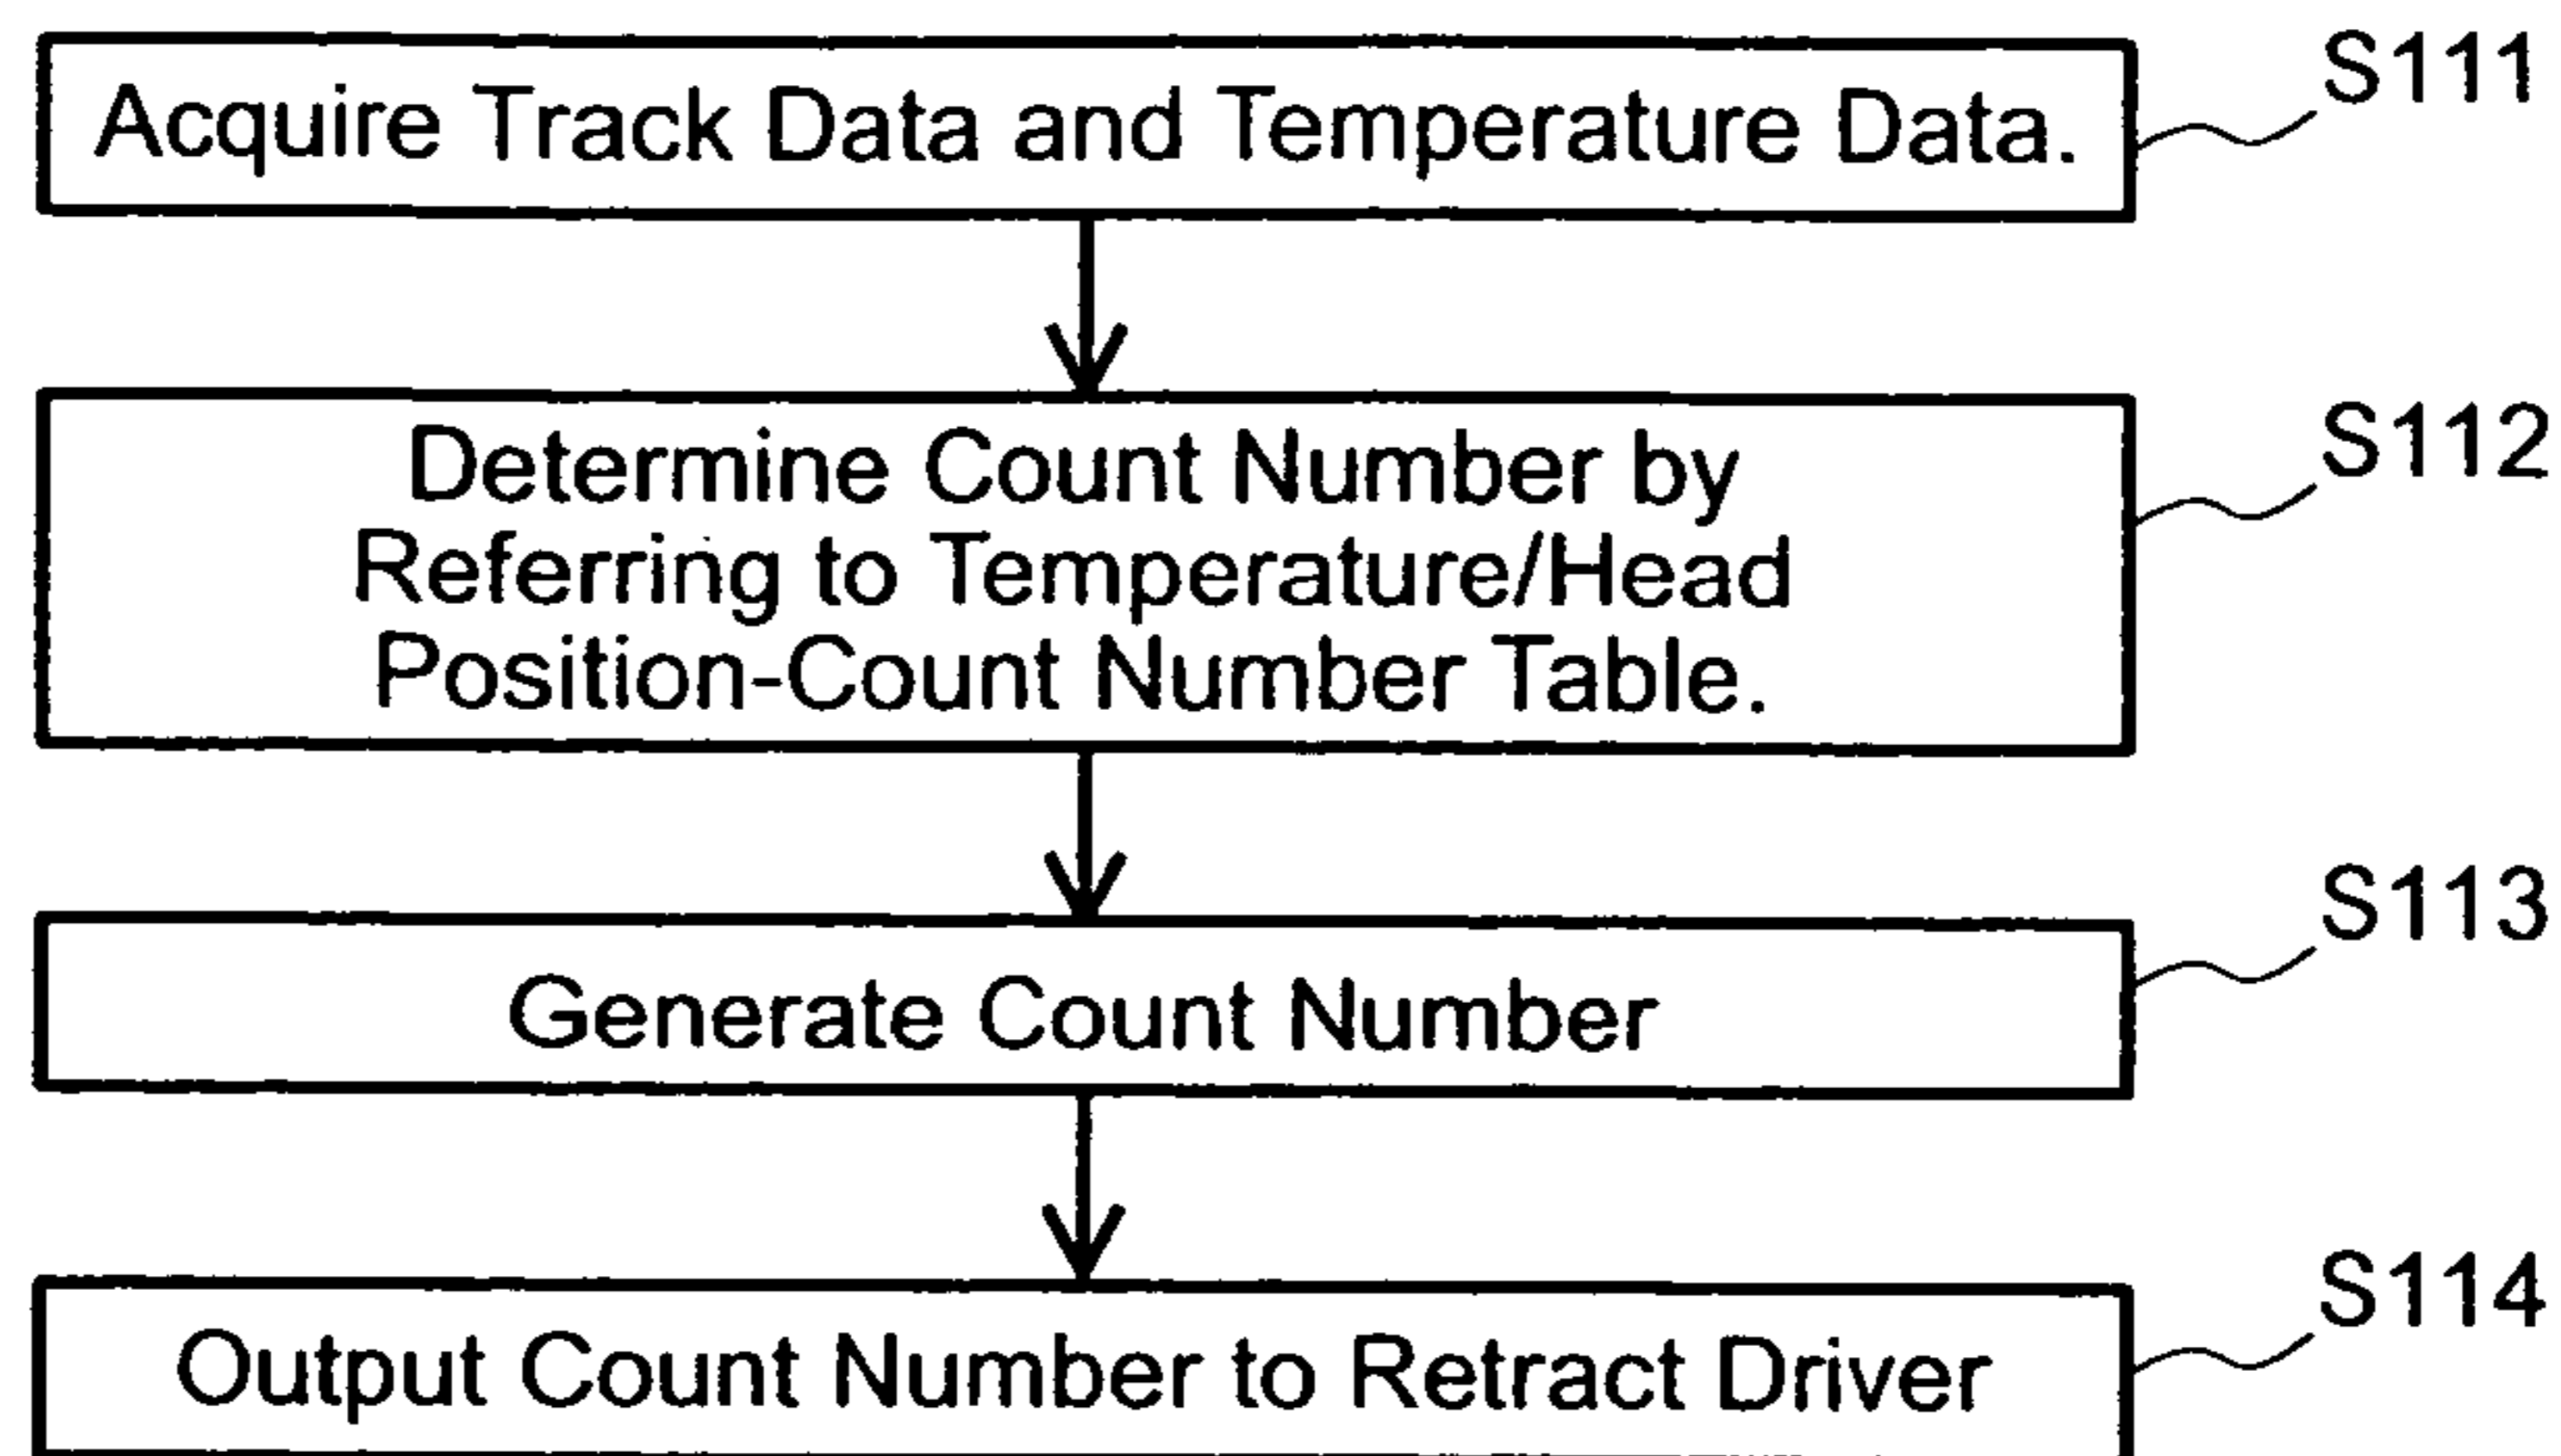 Acquire Track Data and Temperature Data.
S111
Determine Count Number by
Referring to Temperature/Head
Position-Count Number Table.
S112
Generate Count Number
S113
Output Count Number to Retract Driver
S114